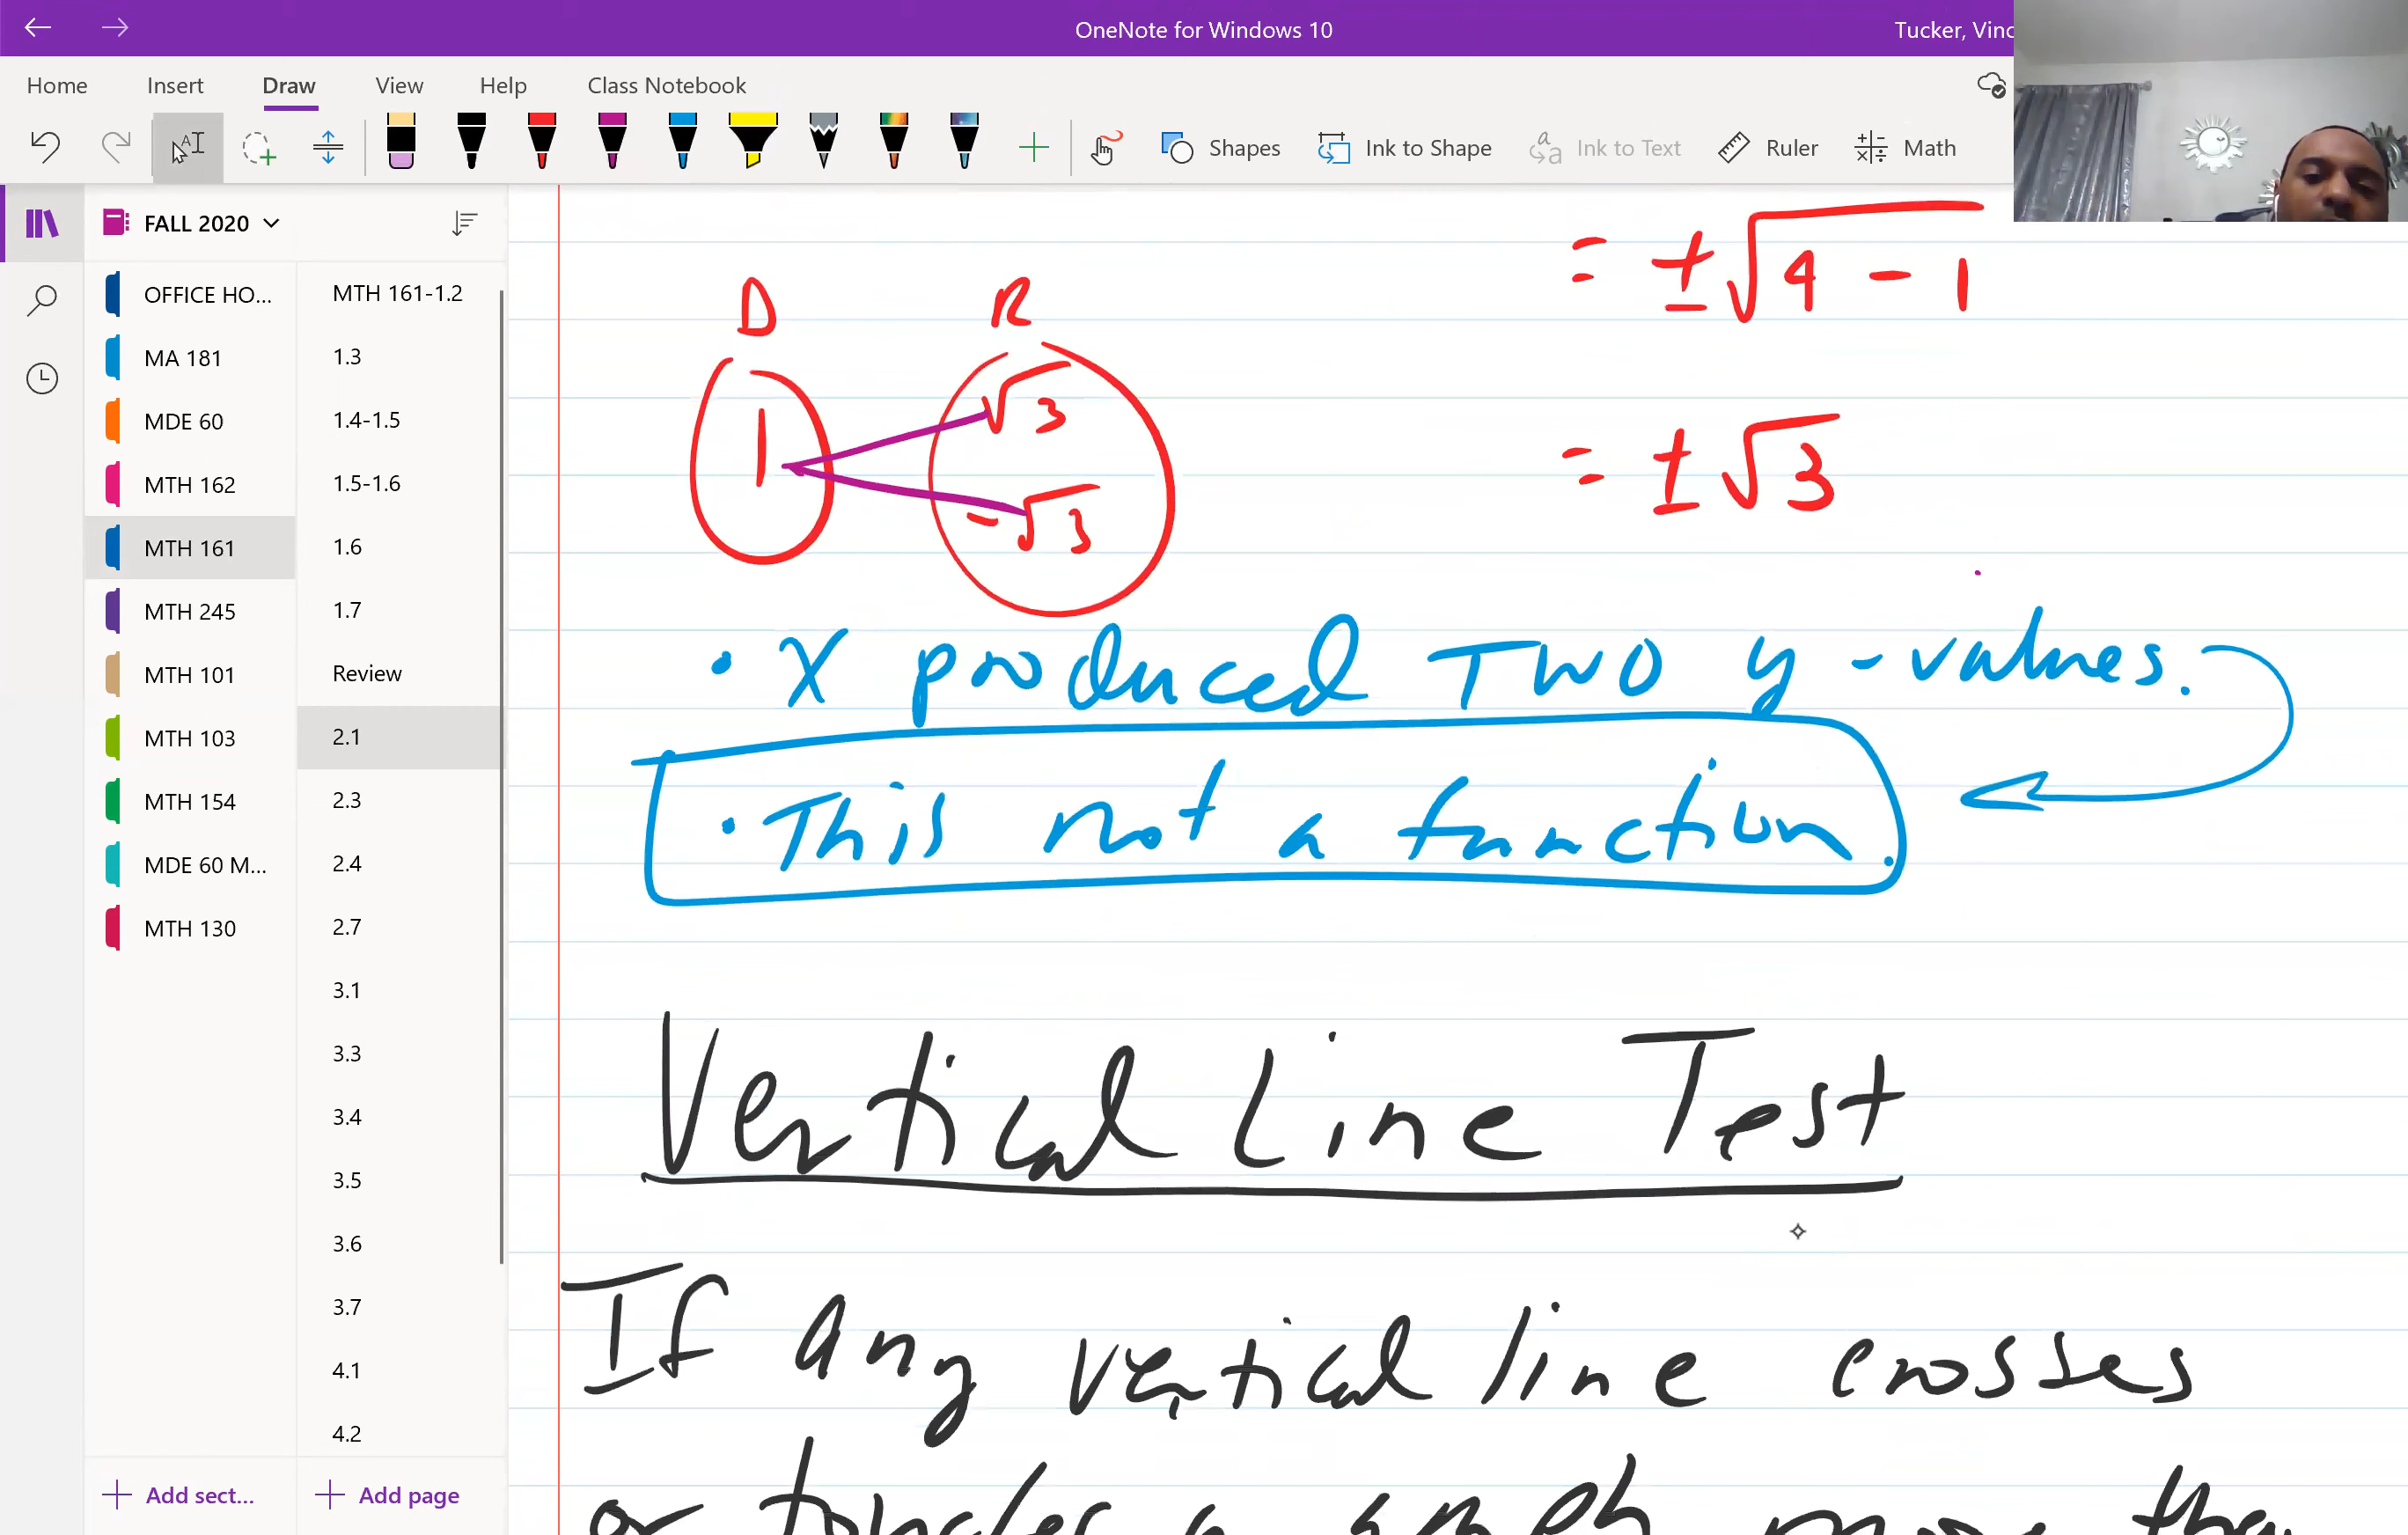 OneNote for Windows 10
Tucker, Vinc
Home Insert Draw View Help Class Notebook
Shapes Ink to Shape Ink to Text Ruler Math
FALL 2020
OFFICE HO...
MA 181
MDE 60
MTH 162
MTH 161
MTH 245
MTH 101
MTH 103
MTH 154
MDE 60 M...
MTH 130
Add sect...
MTH 161-1.2
1.3
1.4-1.5
1.5-1.6
1.6
1.7
Review
2.1
2.3
2.4
2.7
3.1
3.3
3.4
3.5
3.6
3.7
4.1
4.2
Add page
= ±√4 - 1
D R
1 √3
-√3
= ±√3
• X produced TWO y-values.
• This not a function.
Vertical Line Test
If any vertical line crosses
or touches a graph more than